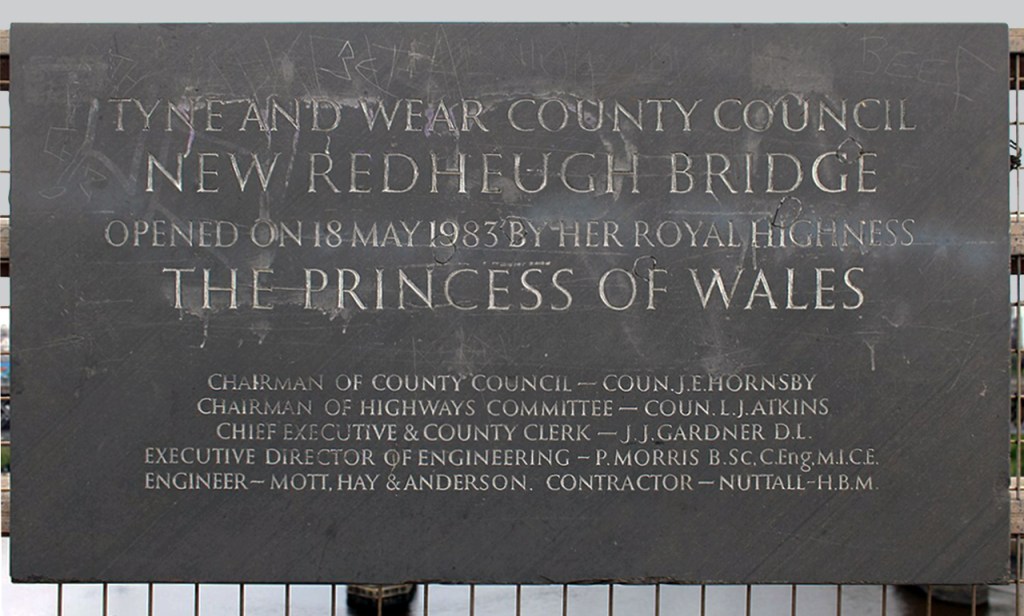 TYNE AND WEAR COUNTY COUNCIL
NEW REDHEUGH BRIDGE
OPENED ON 18 MAY 1983 BY HER ROYAL HIGHNESS
THE PRINCESS OF WALES
CHAIRMAN OF COUNTY COUNCIL — COUN. J. E. HORNSBY
CHAIRMAN OF HIGHWAYS COMMITTEE — COUN. L. J. ATKINS
CHIEF EXECUTIVE & COUNTY CLERK — J. J. GARDNER D.L.
EXECUTIVE DIRECTOR OF ENGINEERING — P. MORRIS B.Sc, C.Eng, M.I.C.E.
ENGINEER — MOTT, HAY & ANDERSON. CONTRACTOR — NUTTALL-H.B.M.